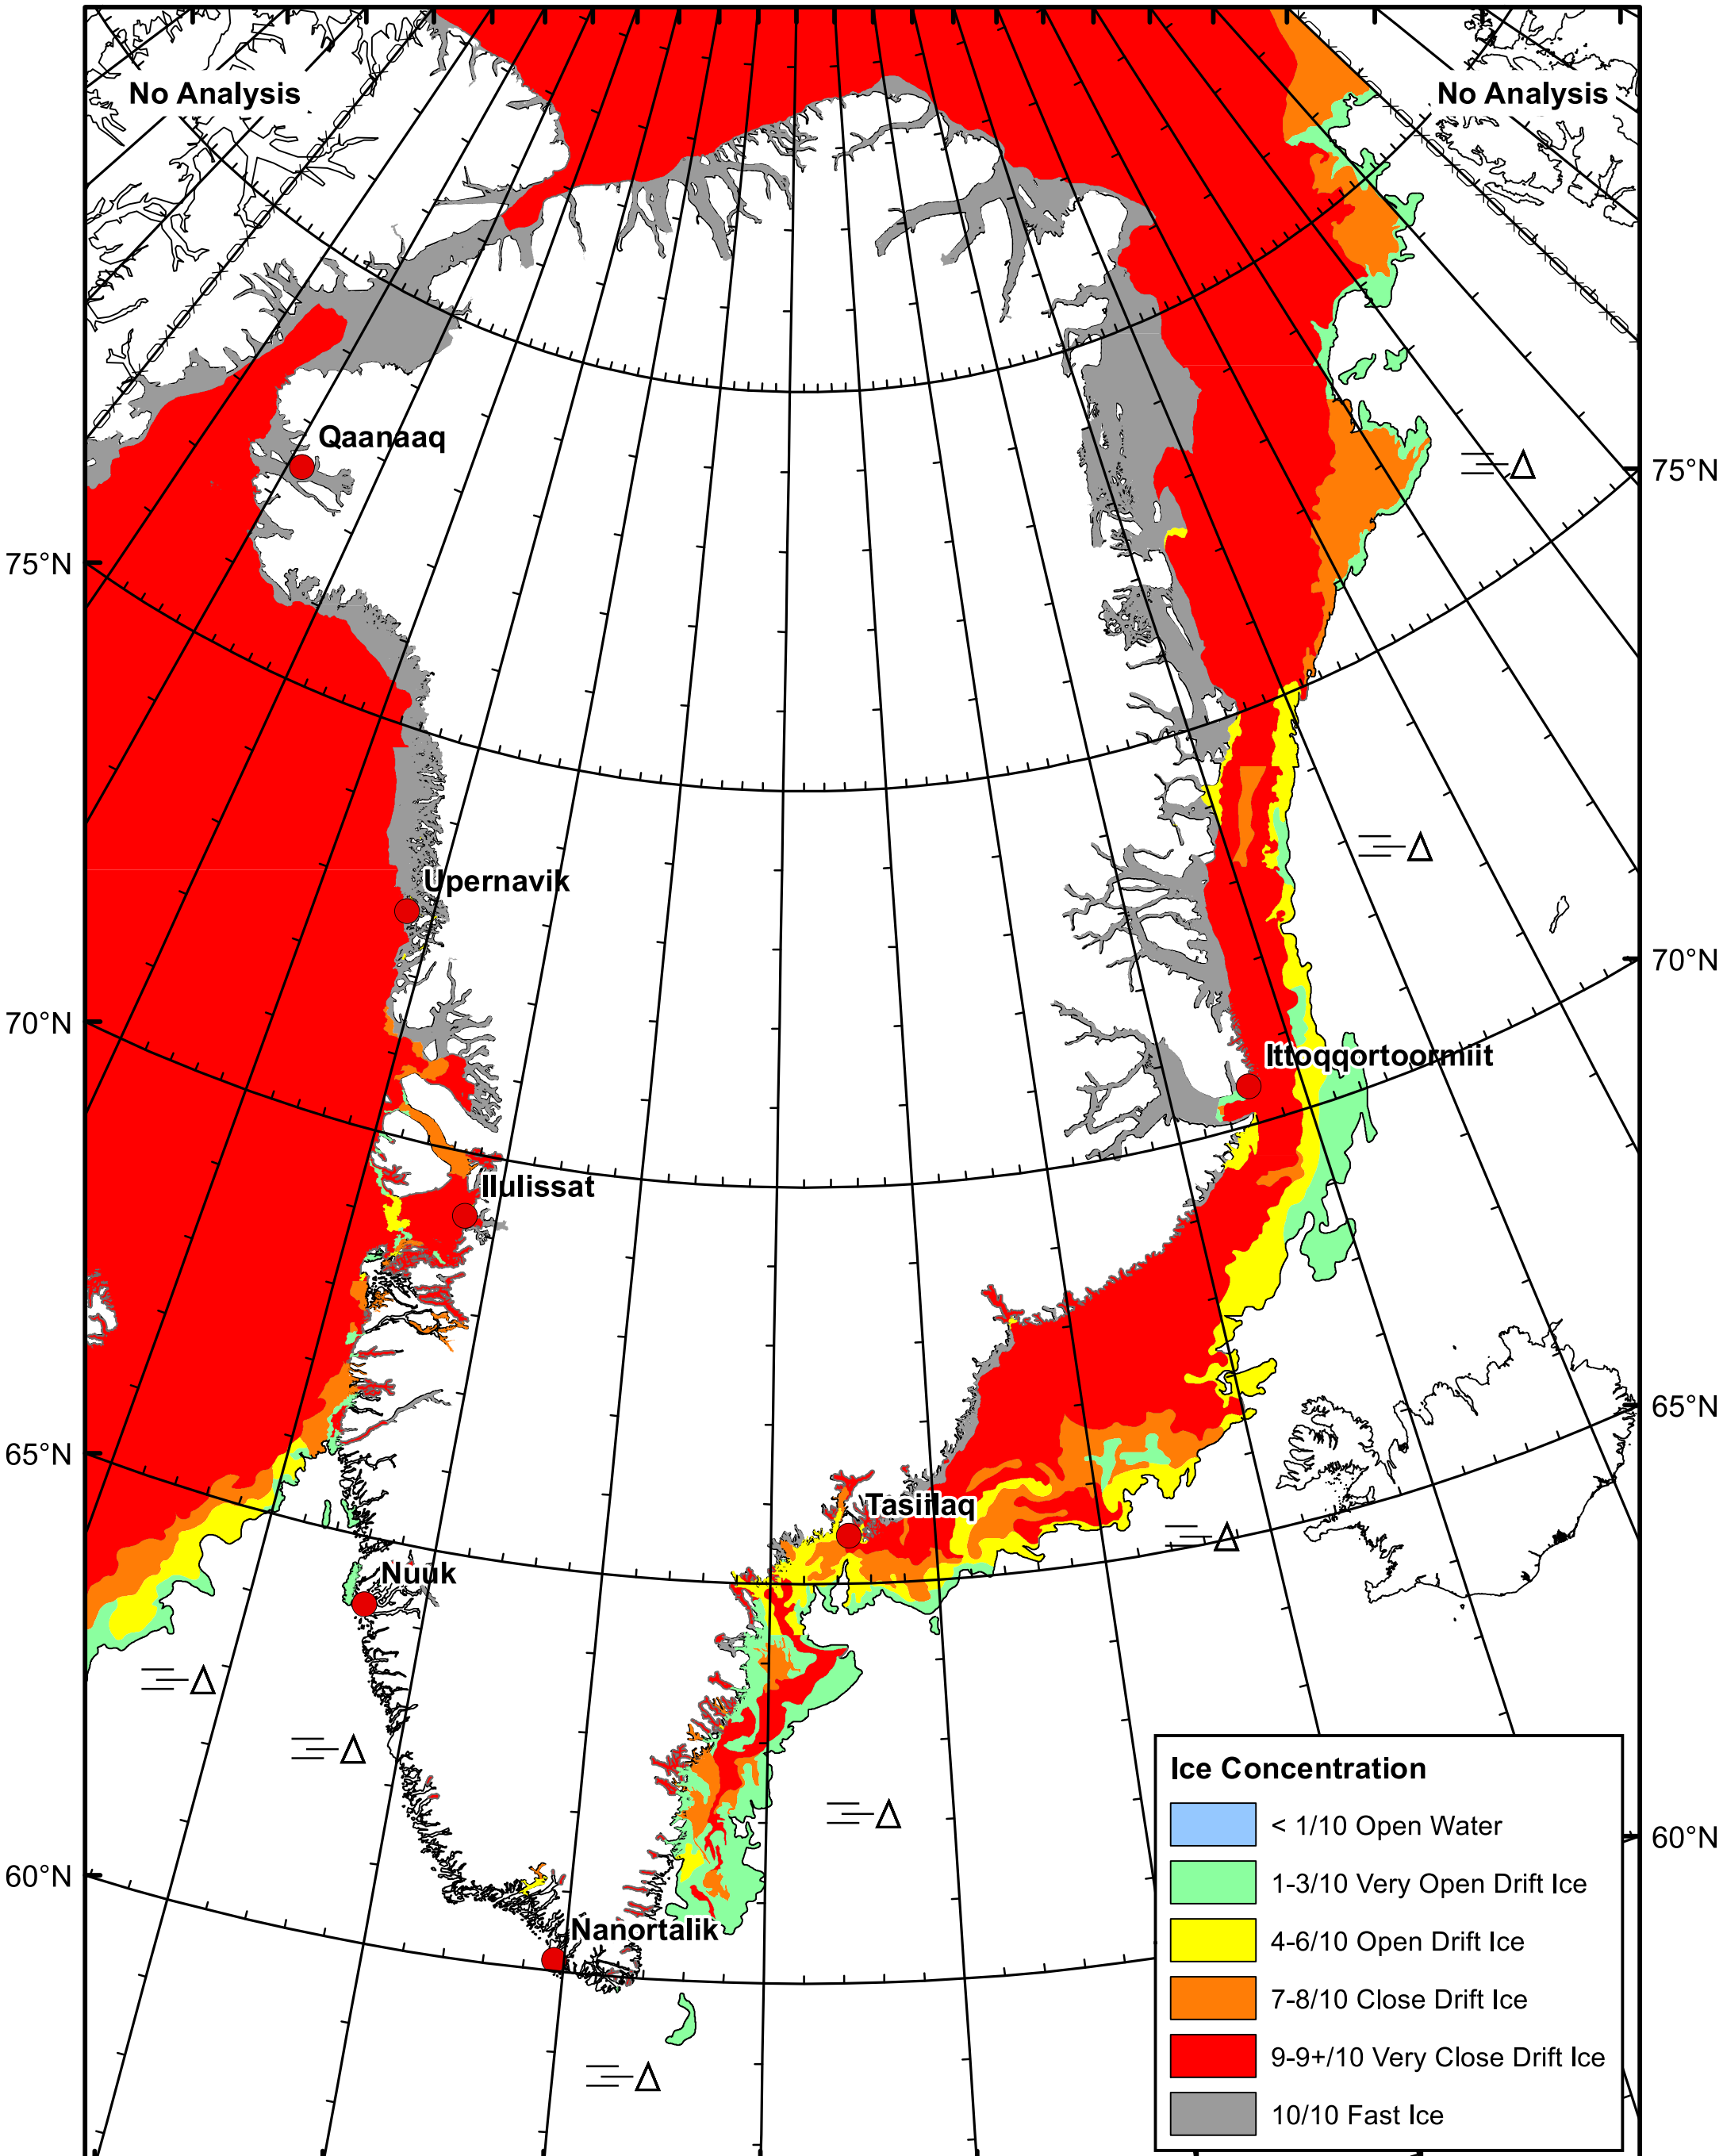 No Analysis
No Analysis
Qaanaaq
75°N
75°N
Upernavik
70°N
70°N
Ittoqqortoormiit
Ilulissat
65°N
65°N
Tasiilaq
Nuuk
Ice Concentration
< 1/10 Open Water
60°N
60°N
1-3/10 Very Open Drift Ice
Nanortalik
4-6/10 Open Drift Ice
7-8/10 Close Drift Ice
9-9+/10 Very Close Drift Ice
10/10 Fast Ice